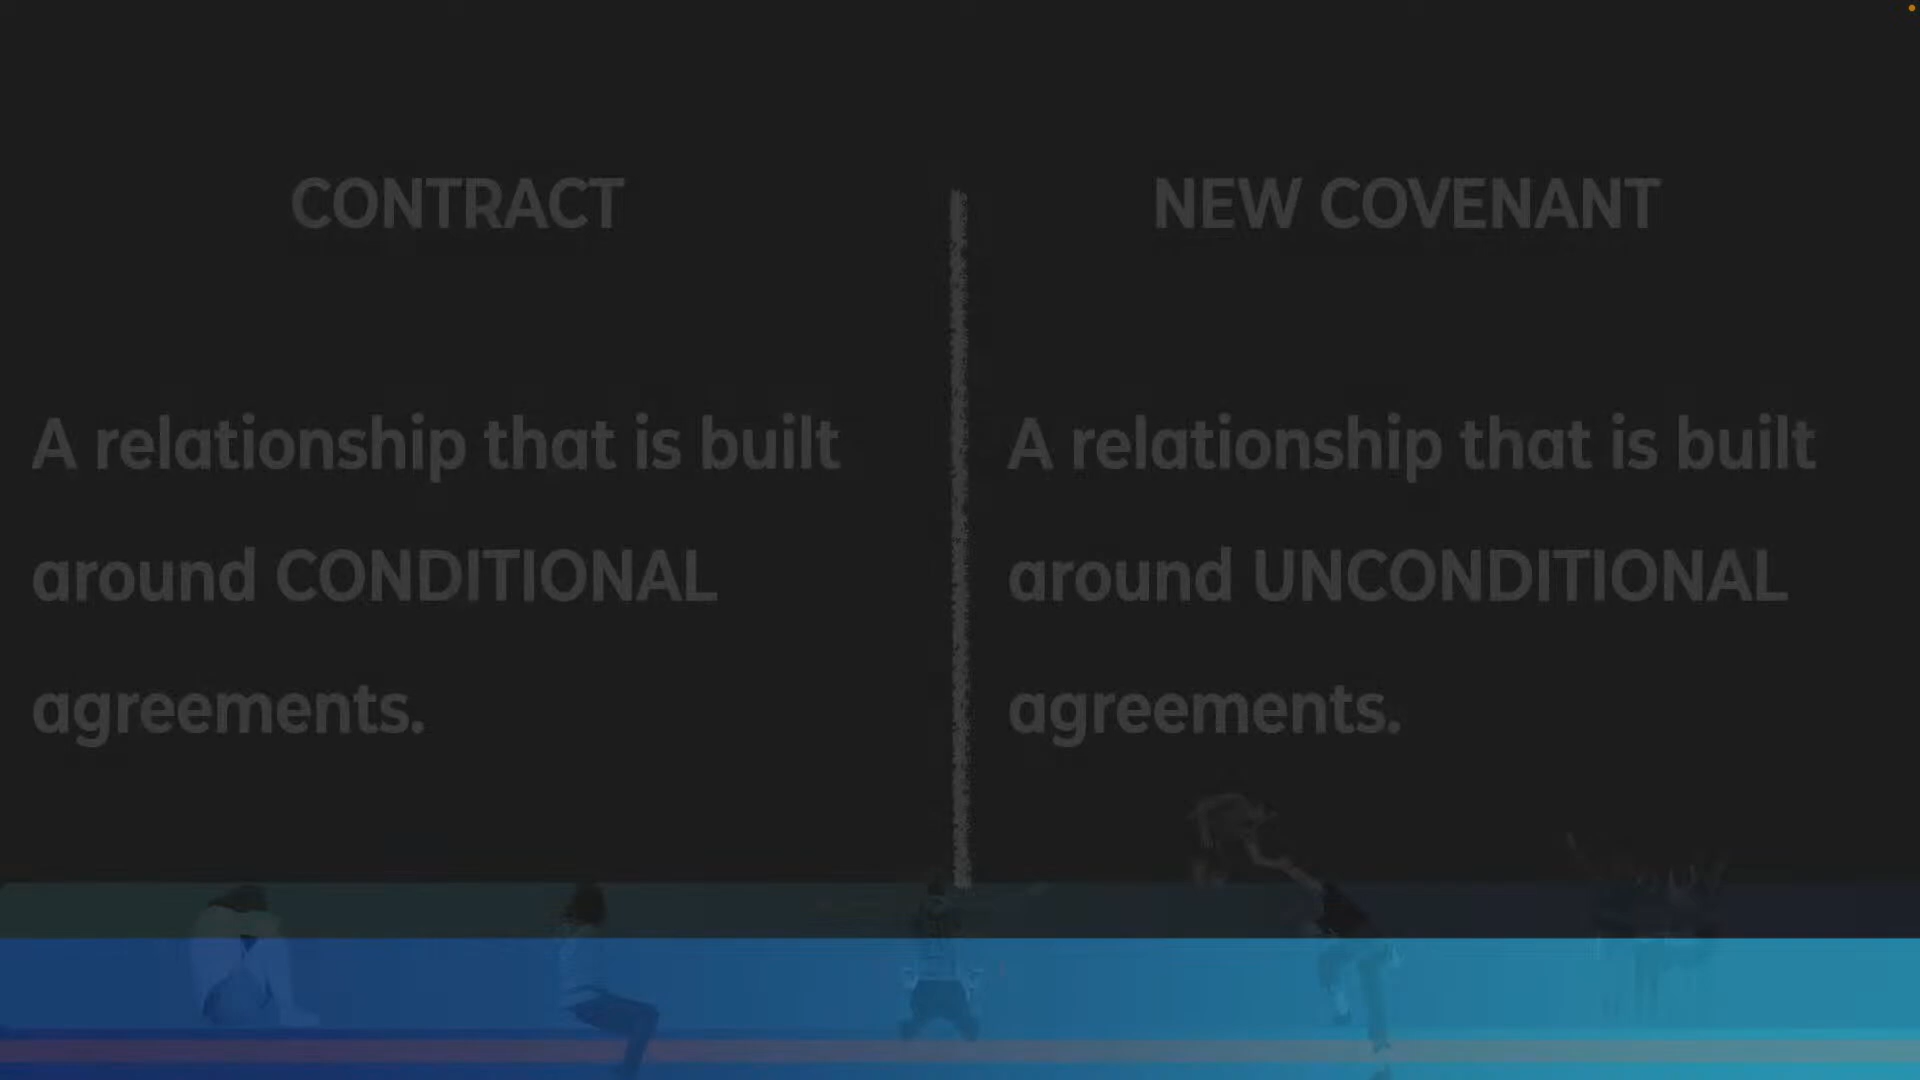 CONTRACT
A relationship that is built
around CONDITIONAL
agreements.
NEW COVENANT
A relationship that is built
around UNCONDITIONAL
agreements.